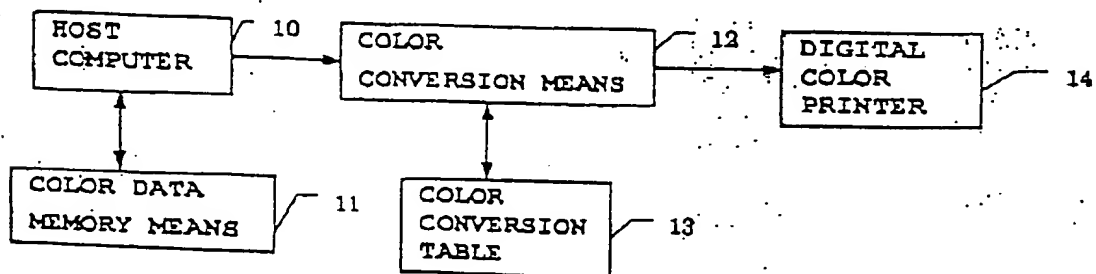 HOST
COMPUTER
10
COLOR
CONVERSION MEANS
12
DIGITAL
COLOR
PRINTER
14
COLOR DATA
MEMORY MEANS
11
COLOR
CONVERSION
TABLE
13